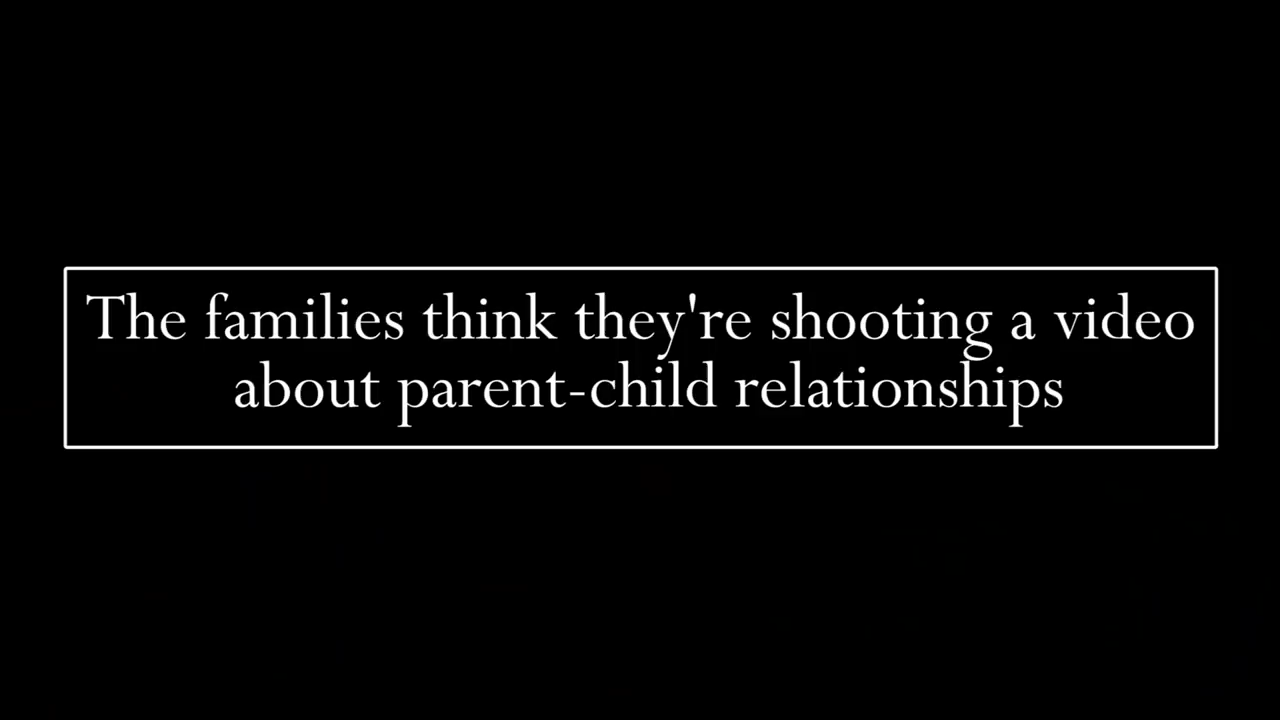 The families think they're shooting a video
about parent-child relationships